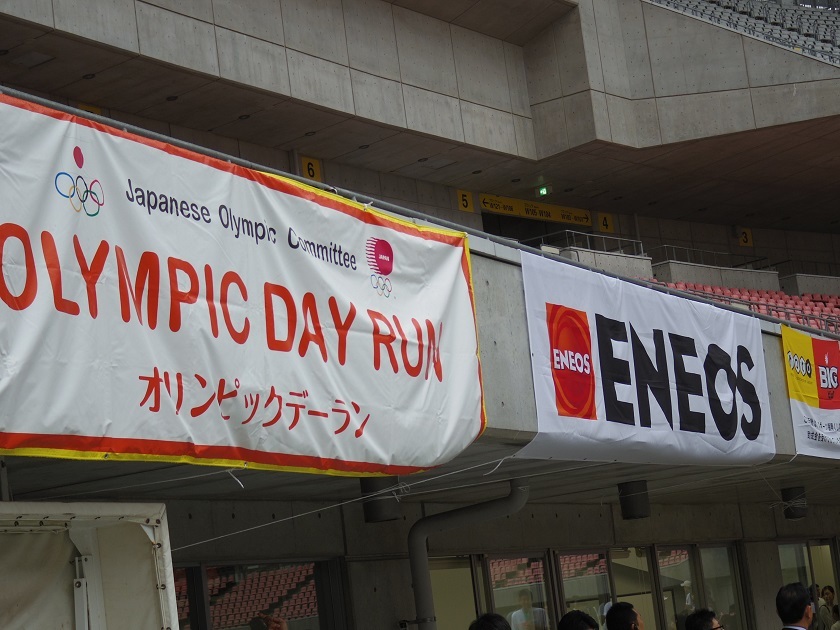 Japanese Olympic Committee
JAPAN
OLYMPIC DAY RUN
オリンピックデーラン
6
5
4
3
ENEOS
ENEOS
BIG